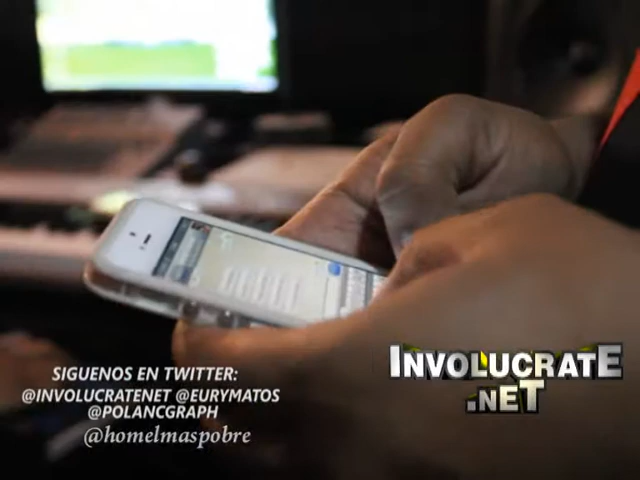 SIGUENOS EN TWITTER:
@INVOLUCRATENET @EURYMATOS
@POLANCGRAPH
@homelmaspobre
INVOLUCRATE
.NET